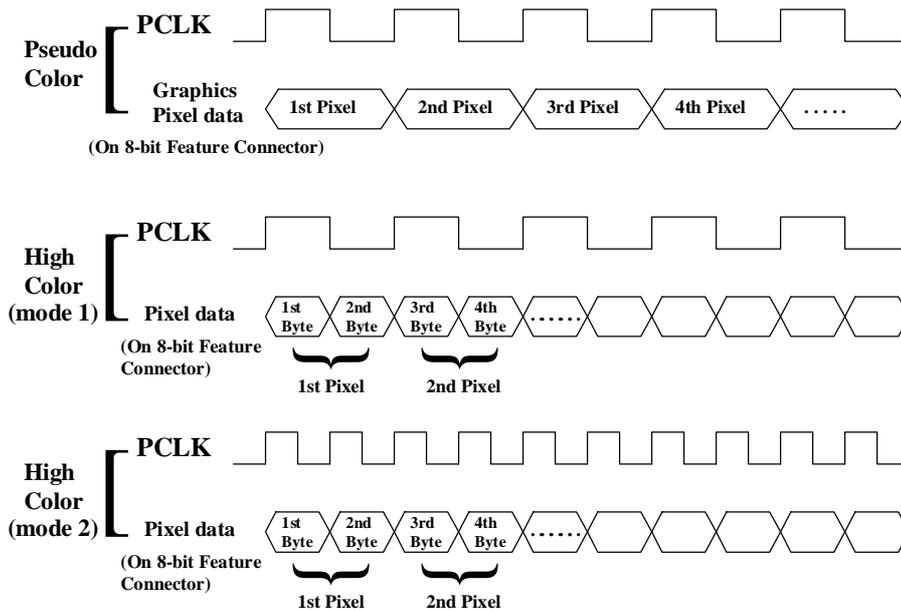 PCLK
Pseudo
Color
Graphics
Pixel data
1st Pixel
2nd Pixel
3rd Pixel
4th Pixel
.....
(On 8-bit Feature Connector)
PCLK
High
Color
(mode 1)
Pixel data
1st
Byte
2nd
Byte
3rd
Byte
4th
Byte
......
(On 8-bit Feature
Connector)
1st Pixel
2nd Pixel
PCLK
High
Color
(mode 2)
Pixel data
1st
Byte
2nd
Byte
3rd
Byte
4th
Byte
......
(On 8-bit Feature
Connector)
1st Pixel
2nd Pixel